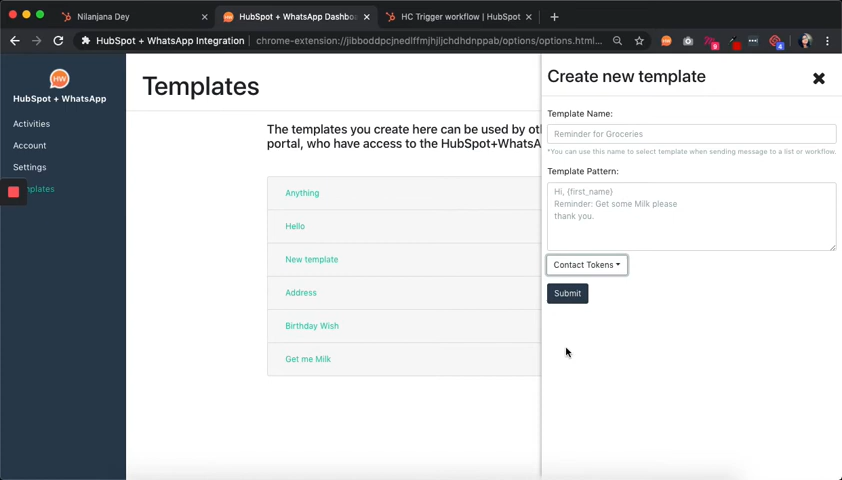 Nilanjana Dey
HubSpot + WhatsApp Dashbo
HC Trigger workflow | HubSpot
HubSpot + WhatsApp Integration
chrome-extension://jibboddpcjnedlffmjhjljchdhdnppab/options/options.html...
9
4
HW
HubSpot + WhatsApp
Activities
Account
Settings
mplates
Templates
The templates you create here can be used by oth
portal, who have access to the HubSpot+WhatsA
Anything
Hello
New template
Address
Birthday Wish
Get me Milk
Create new template
Template Name:
Reminder for Groceries
*You can use this name to select template when sending message to a list or workflow.
Template Pattern:
Hi, {first_name}
Reminder: Get some Milk please
thank you.
Contact Tokens
Submit